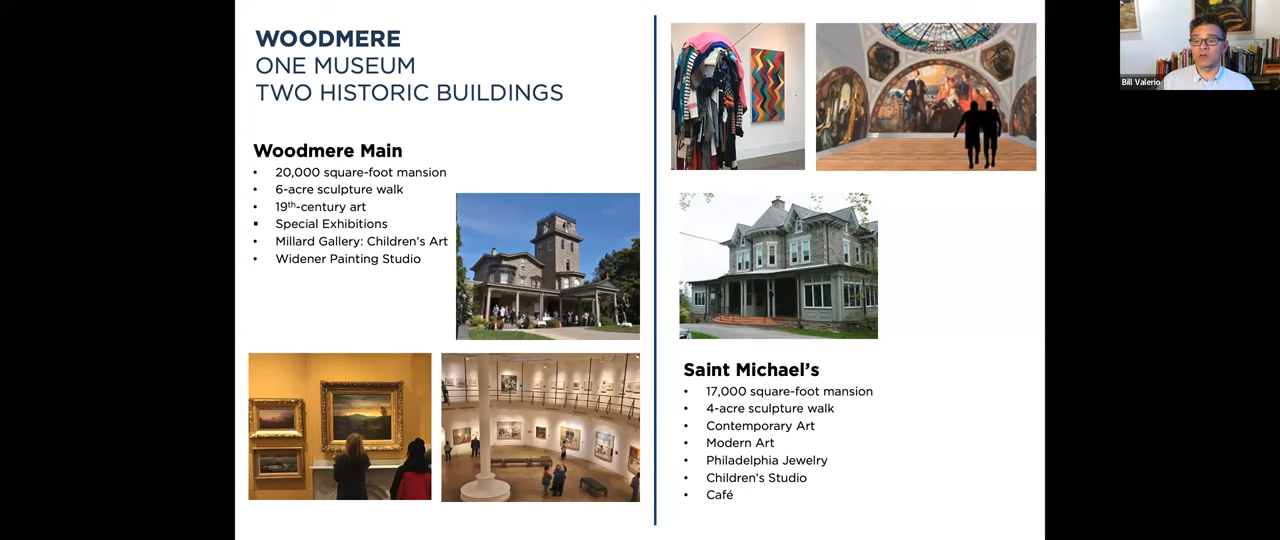 WOODMERE
ONE MUSEUM
TWO HISTORIC BUILDINGS
Woodmere Main
• 20,000 square-foot mansion
• 6-acre sculpture walk
• 19th-century art
▪ Special Exhibitions
• Millard Gallery: Children's Art
• Widener Painting Studio
Saint Michael's
• 17,000 square-foot mansion
• 4-acre sculpture walk
• Contemporary Art
• Modern Art
• Philadelphia Jewelry
• Children's Studio
• Café
Bill Valerio